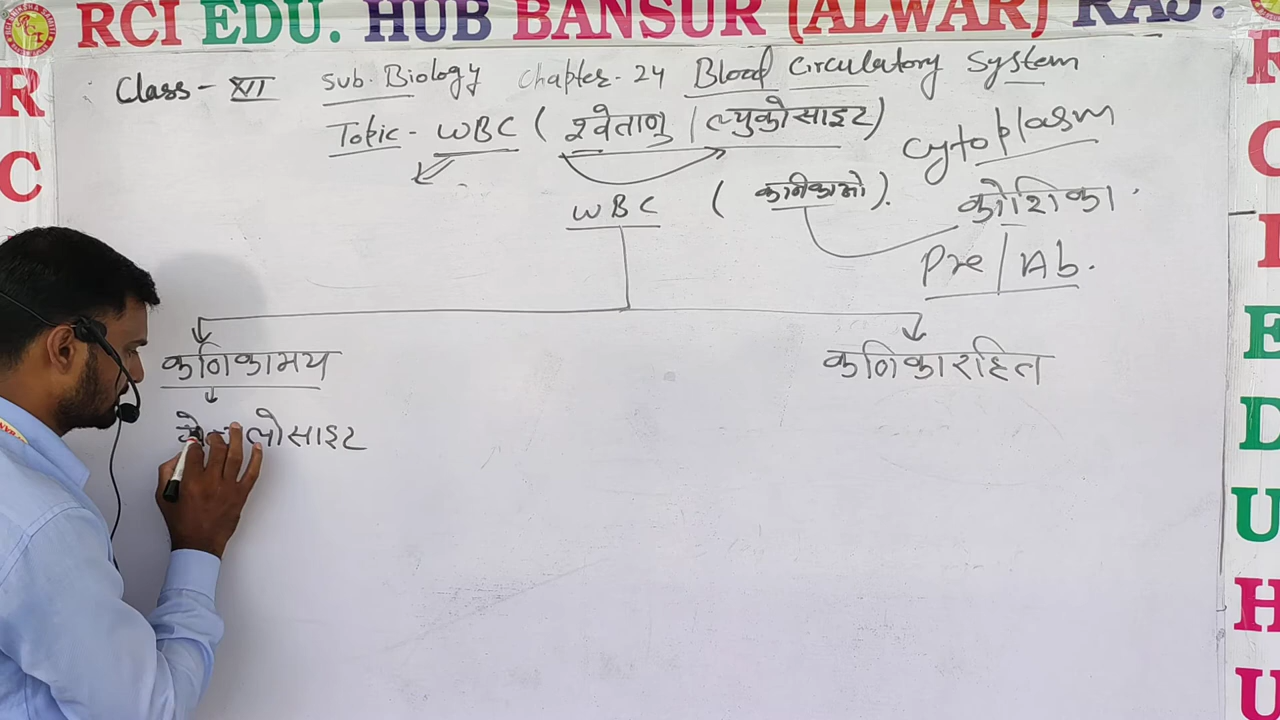 RCI EDU. HUB BANSUR (ALWAR) RAJ.
Class - XII Sub. Biology Chapter - 24 Blood Circulatory System
Topic - WBC ( श्वेताणु / ल्युकोसाइट)
Cytoplasm
WBC ( कनिकाओ).
कोशिका
Pre / Ab.
कणिकामय
कणिकारहित
लोसाइट
R
C
R
C
I
E
D
U
H
U